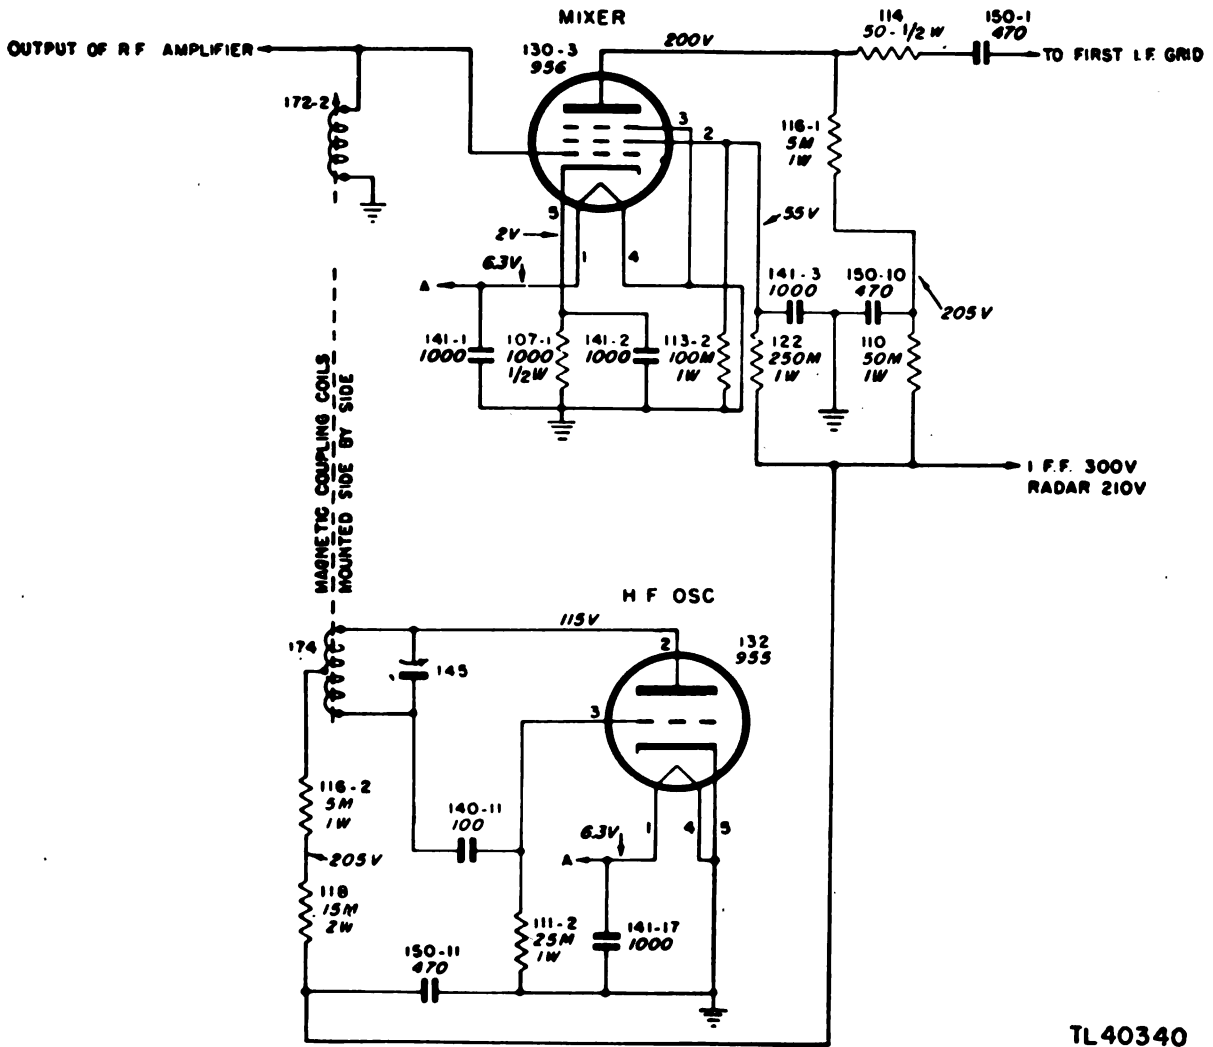 MIXER
OUTPUT OF R F AMPLIFIER
130-3
956
200V
114
50-1/2 W
150-1
470
TO FIRST I.F. GRID
172-2
3
2
116-1
5M
1W
5
2V
1
4
55V
6.3V
A
141-3
1000
150-10
470
205V
141-1
1000
107-1
1000
1/2W
141-2
1000
113-2
100M
1W
122
250M
1W
110
50M
1W
MAGNETIC COUPLING COILS
MOUNTED SIDE BY SIDE
I F.F. 300V
RADAR 210V
H F OSC
115V
2
132
955
174
145
3
116-2
5M
1W
140-11
100
6.3V
1
4
5
A
205V
118
15M
2W
111-2
25M
1W
141-17
1000
150-11
470
TL40340